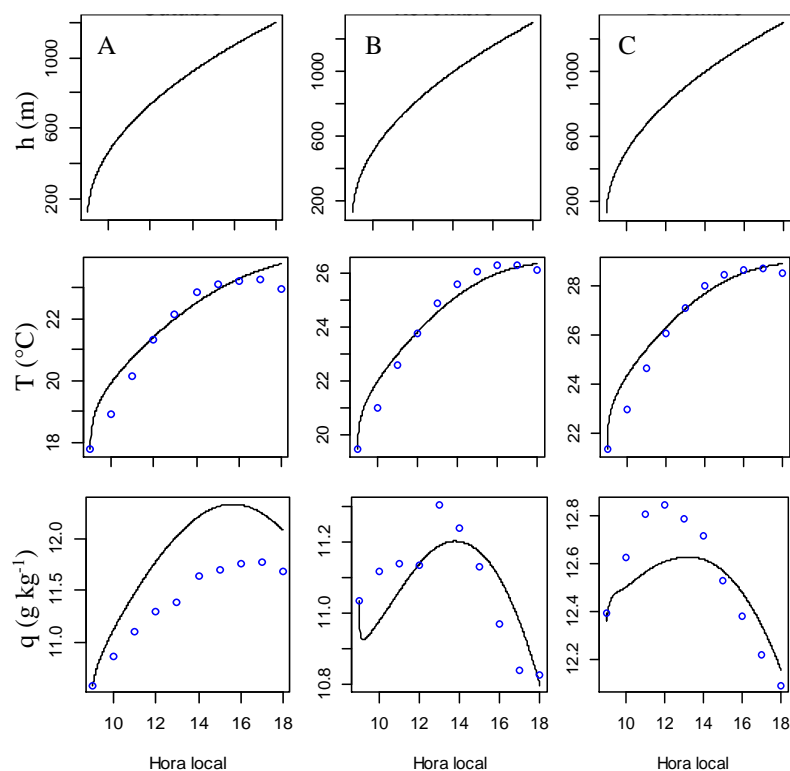 A
B
C
h (m)
200 600 1000
200 600 1000
200 600 1000
T (°C)
18 20 22
20 22 24 26
22 24 26 28
q (g kg⁻¹)
11.0 11.5 12.0
10.8 11.0 11.2
12.2 12.4 12.6 12.8
10 12 14 16 18
10 12 14 16 18
10 12 14 16 18
Hora local
Hora local
Hora local